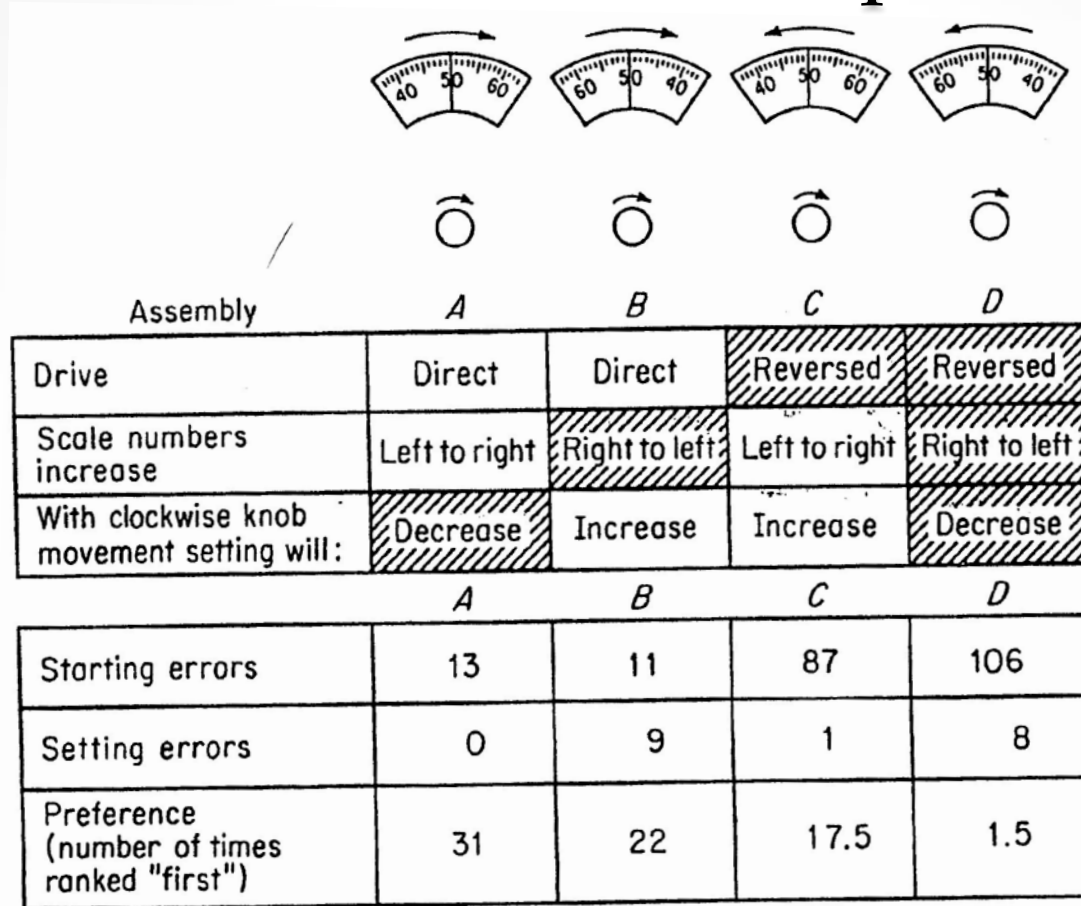 40 50 60 60 50 40 40 50 60 60 50 40
Assembly A B C D
Drive Direct Direct Reversed Reversed
Scale numbers
increase Left to right Right to left Left to right Right to left
With clockwise knob
movement setting will: Decrease Increase Increase Decrease
A B C D
Starting errors 13 11 87 106
Setting errors 0 9 1 8
Preference
(number of times
ranked "first") 31 22 17.5 1.5